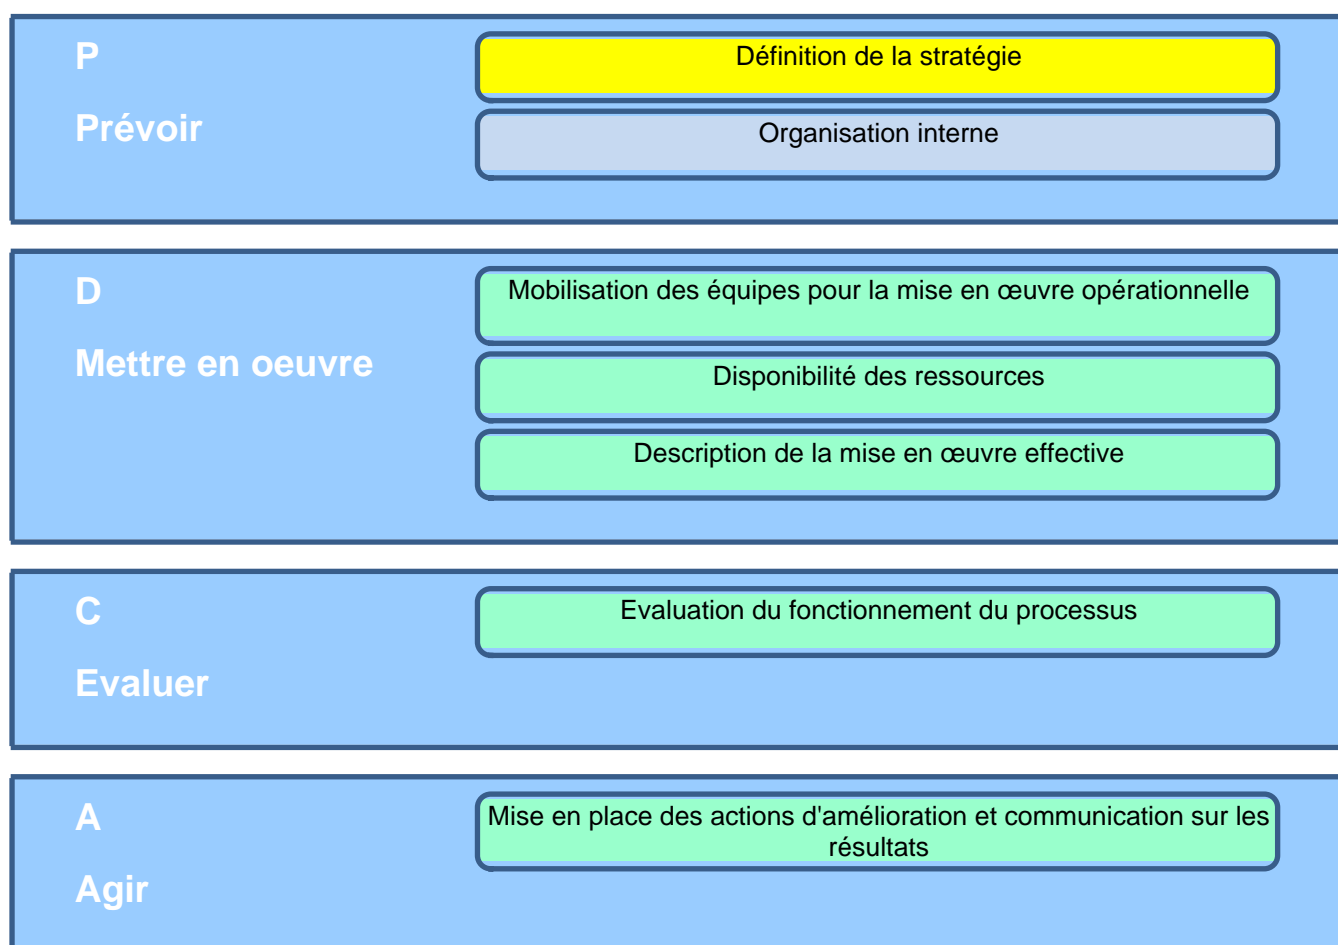 P
Prévoir
Définition de la stratégie
Organisation interne
D
Mettre en oeuvre
Mobilisation des équipes pour la mise en œuvre opérationnelle
Disponibilité des ressources
Description de la mise en œuvre effective
C
Evaluer
Evaluation du fonctionnement du processus
A
Agir
Mise en place des actions d'amélioration et communication sur les
résultats